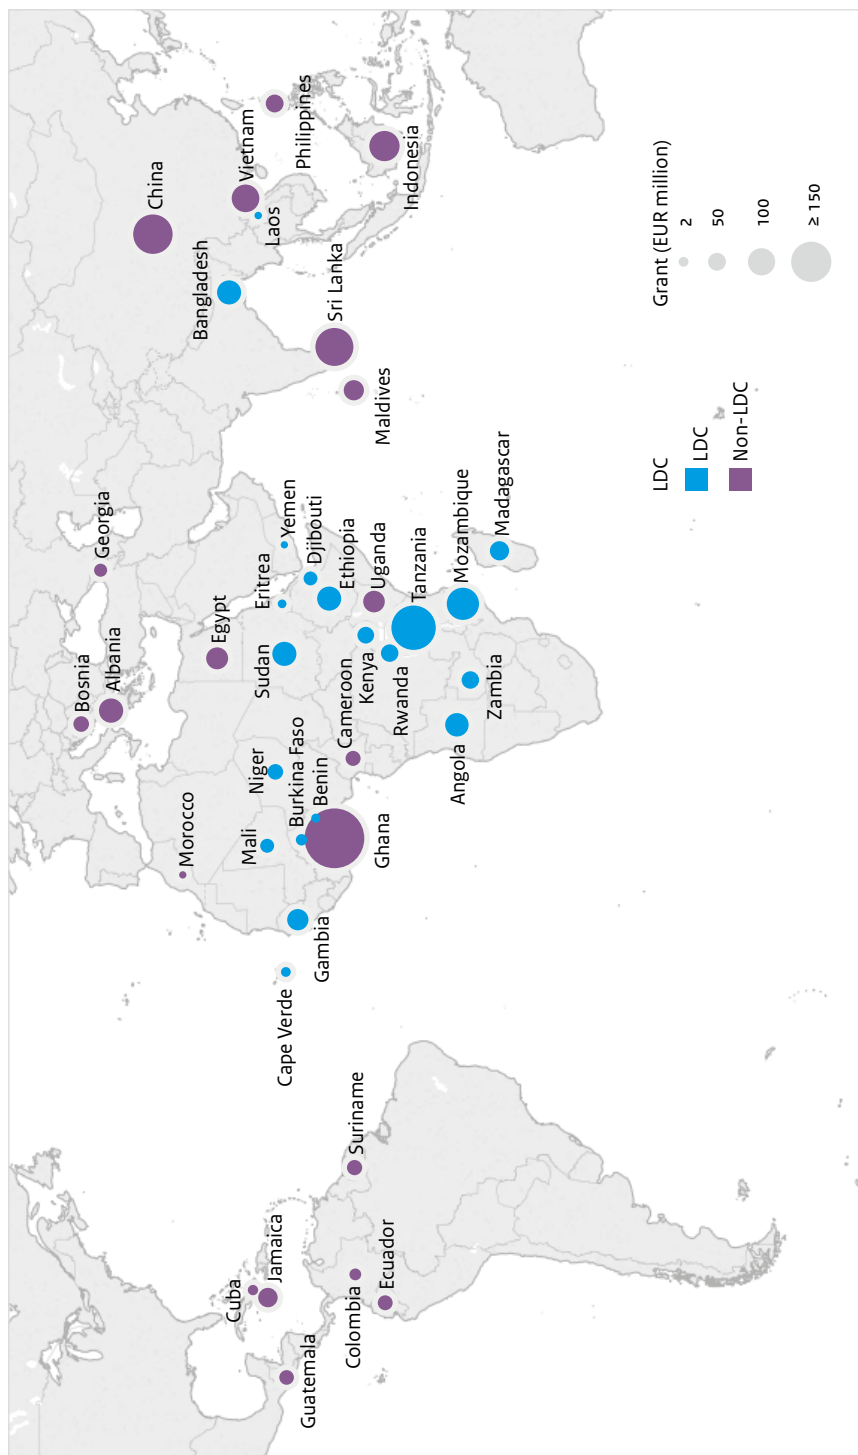 Bosnia
Albania
Georgia
China
Morocco
Egypt
Bangladesh
Vietnam
Laos
Philippines
Cuba
Jamaica
Guatemala
Cape Verde
Gambia
Mali
Niger
Burkina Faso
Benin
Sudan
Eritrea
Yemen
Djibouti
Ethiopia
Sri Lanka
Maldives
Indonesia
Suriname
Colombia
Ecuador
Ghana
Cameroon
Kenya
Uganda
Rwanda
Tanzania
Angola
Zambia
Mozambique
Madagascar
LDC
LDC
Non-LDC
Grant (EUR million)
2
50
100
≥ 150